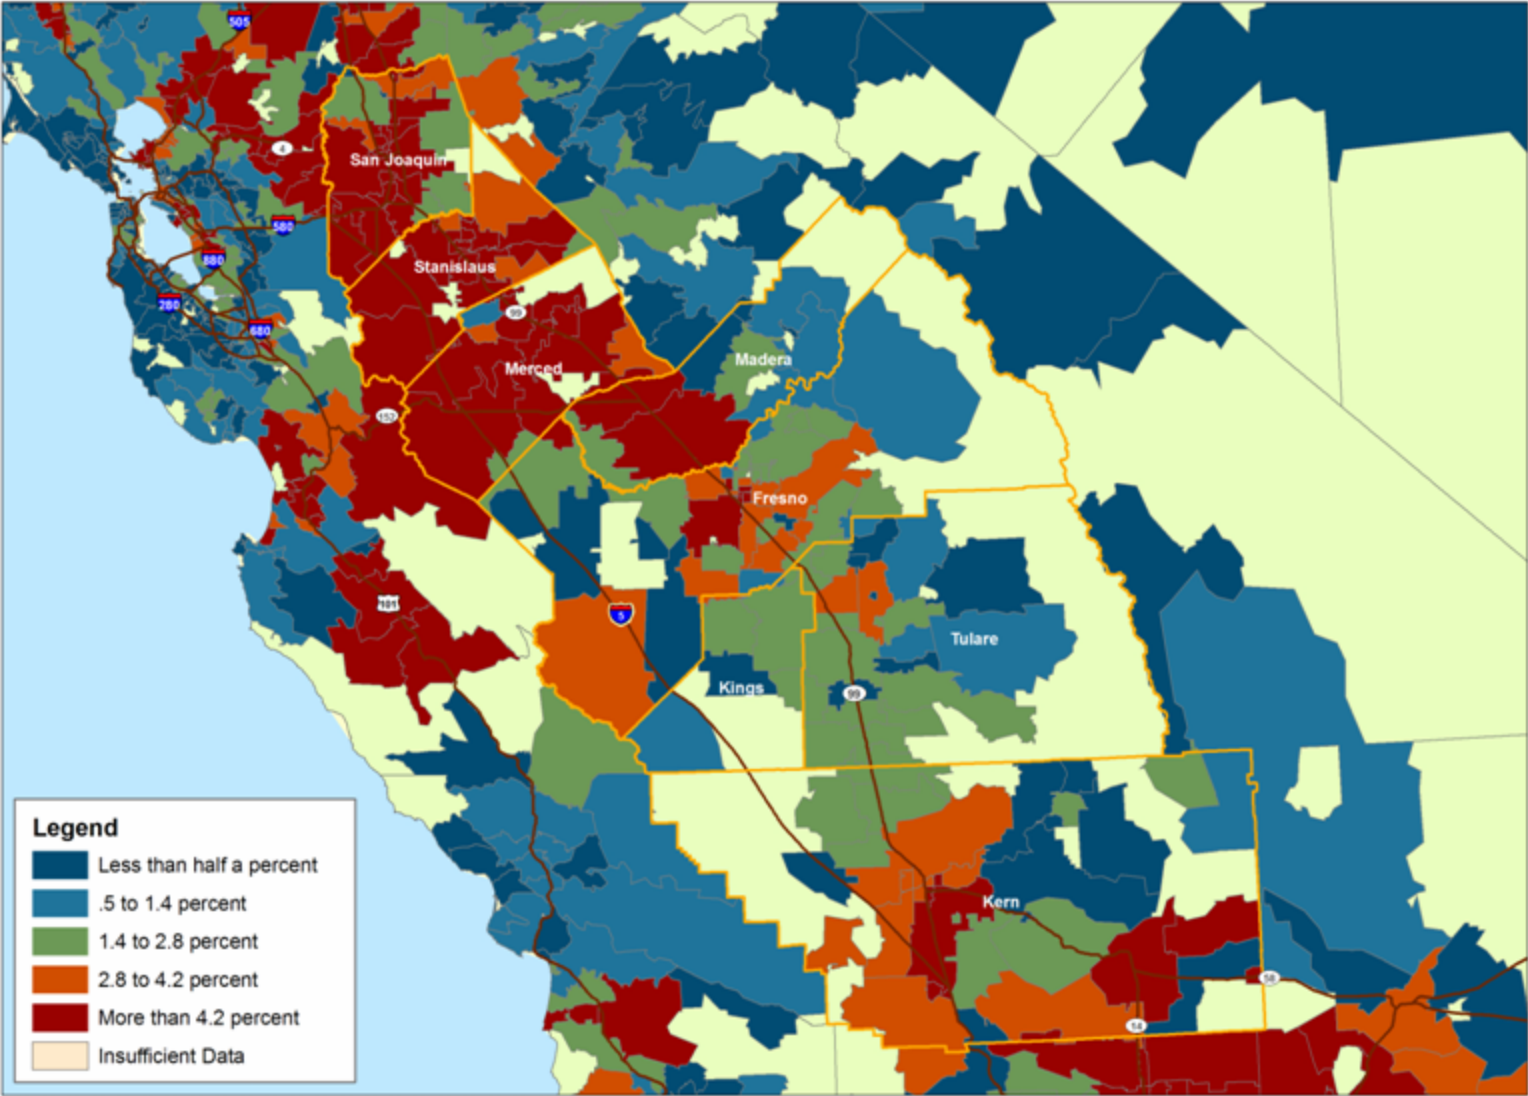 505
4
San Joaquin
580
880
Stanislaus
280
99
680
Madera
Merced
152
Fresno
101
5
Tulare
Kings
99
Legend
Less than half a percent
.5 to 1.4 percent
Kern
1.4 to 2.8 percent
2.8 to 4.2 percent
58
More than 4.2 percent
14
Insufficient Data